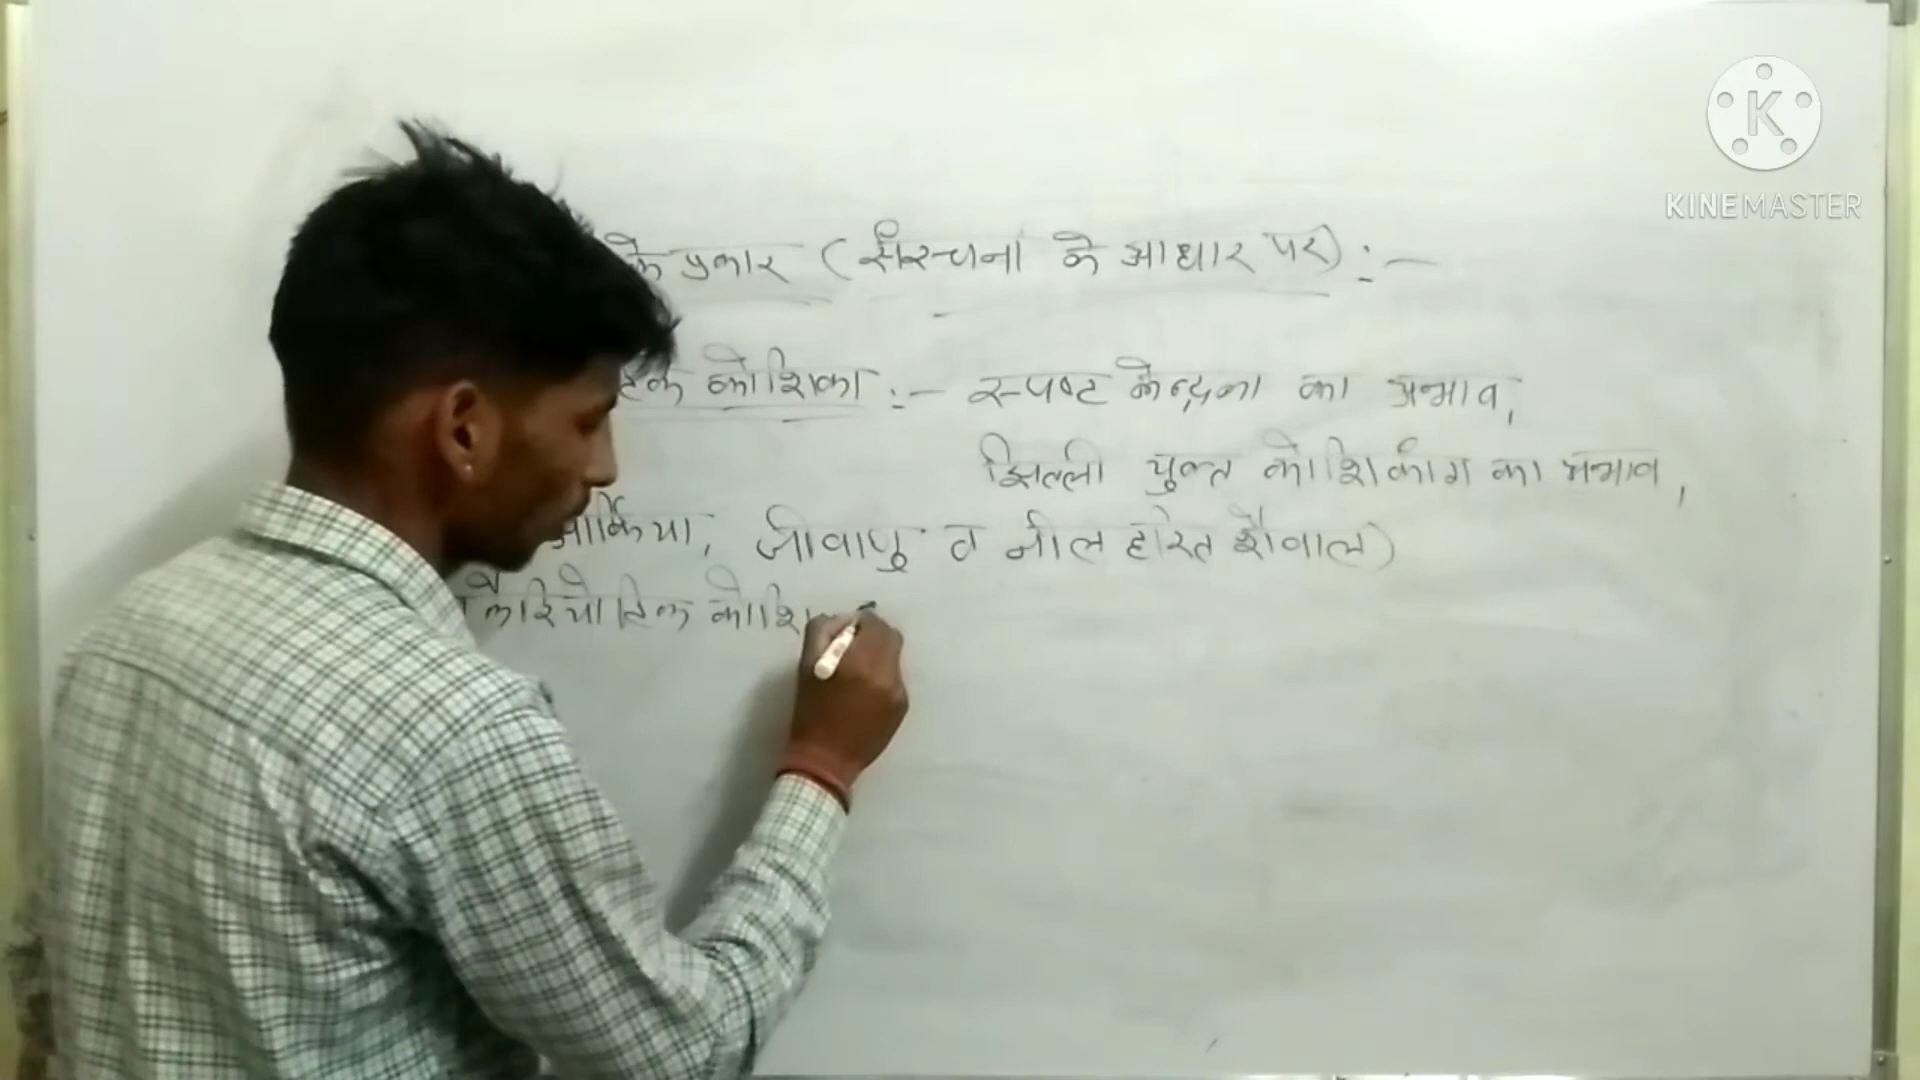 के प्रकार (संरचना के आधार पर) :-
कोशिका :- स्पष्ट केन्द्रका का अभाव,
झिल्ली युक्त कोशिकांग का अभाव,
जीवाणु व नील हरित शैवाल)
केरियोटिक
KINEMASTER